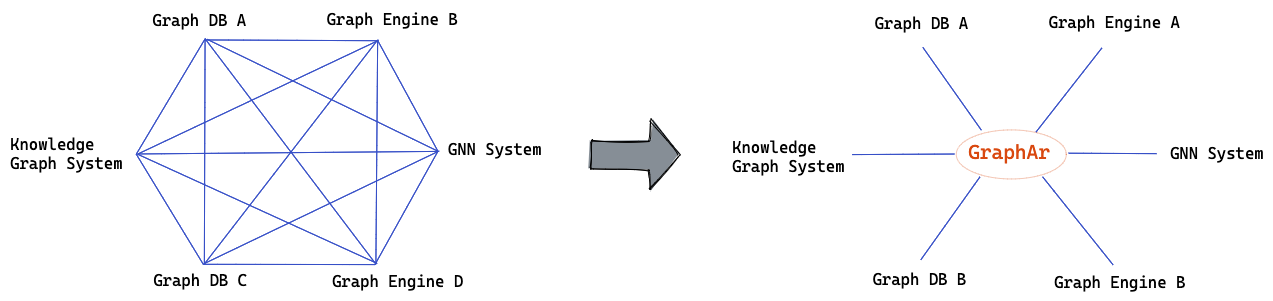 Graph DB A
Graph Engine B
Knowledge
Graph System
GNN System
Graph DB C
Graph Engine D
Graph DB A
Graph Engine A
Knowledge
Graph System
GraphAr
GNN System
Graph DB B
Graph Engine B